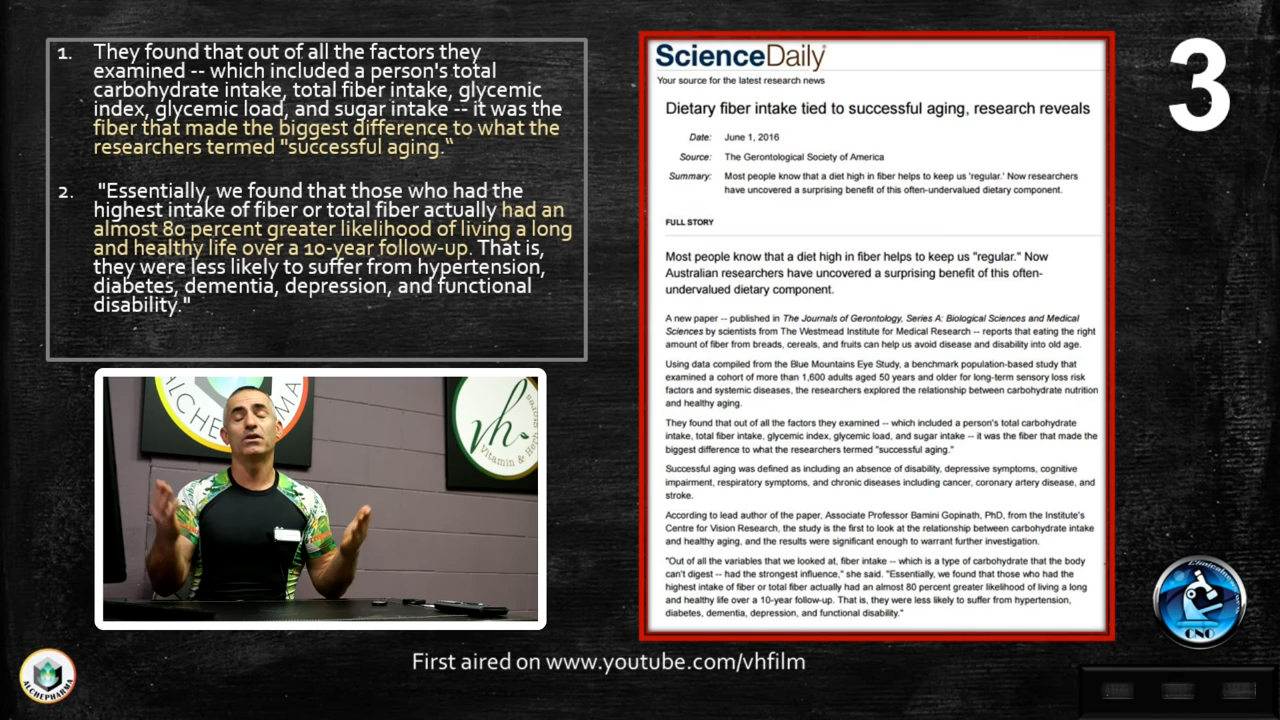 1. They found that out of all the factors they
examined -- which included a person's total
carbohydrate intake, total fiber intake, glycemic
index, glycemic load, and sugar intake -- it was the
fiber that made the biggest difference to what the
researchers termed "successful aging."
2. "Essentially, we found that those who had the
highest intake of fiber or total fiber actually had an
almost 80 percent greater likelihood of living a long
and healthy life over a 10-year follow-up. That is,
they were less likely to suffer from hypertension,
diabetes, dementia, depression, and functional
disability."
ScienceDaily
Your source for the latest research news
Dietary fiber intake tied to successful aging, research reveals
Date: June 1, 2016
Source: The Gerontological Society of America
Summary: Most people know that a diet high in fiber helps to keep us 'regular.' Now researchers
have uncovered a surprising benefit of this often-undervalued dietary component.
FULL STORY
Most people know that a diet high in fiber helps to keep us "regular." Now
Australian researchers have uncovered a surprising benefit of this often-
undervalued dietary component.
A new paper -- published in The Journals of Gerontology, Series A: Biological Sciences and Medical
Sciences by scientists from The Westmead Institute for Medical Research -- reports that eating the right
amount of fiber from breads, cereals, and fruits can help us avoid disease and disability into old age.
Using data compiled from the Blue Mountains Eye Study, a benchmark population-based study that
examined a cohort of more than 1,600 adults aged 50 years and older for long-term sensory loss risk
factors and systemic diseases, the researchers explored the relationship between carbohydrate nutrition
and healthy aging.
They found that out of all the factors they examined -- which included a person's total carbohydrate
intake, total fiber intake, glycemic index, glycemic load, and sugar intake -- it was the fiber that made the
biggest difference to what the researchers termed "successful aging."
Successful aging was defined as including an absence of disability, depressive symptoms, cognitive
impairment, respiratory symptoms, and chronic diseases including cancer, coronary artery disease, and
stroke.
According to lead author of the paper, Associate Professor Bamini Gopinath, PhD, from the Institute's
Centre for Vision Research, the study is the first to look at the relationship between carbohydrate intake
and healthy aging, and the results were significant enough to warrant further investigation.
"Out of all the variables that we looked at, fiber intake -- which is a type of carbohydrate that the body
can't digest -- had the strongest influence," she said. "Essentially, we found that those who had the
highest intake of fiber or total fiber actually had an almost 80 percent greater likelihood of living a long
and healthy life over a 10-year follow-up. That is, they were less likely to suffer from hypertension,
diabetes, dementia, depression, and functional disability."
3
vh
Vitamin & Herb Stores
CNO
ALCHEPHARMA
First aired on www.youtube.com/vhfilm